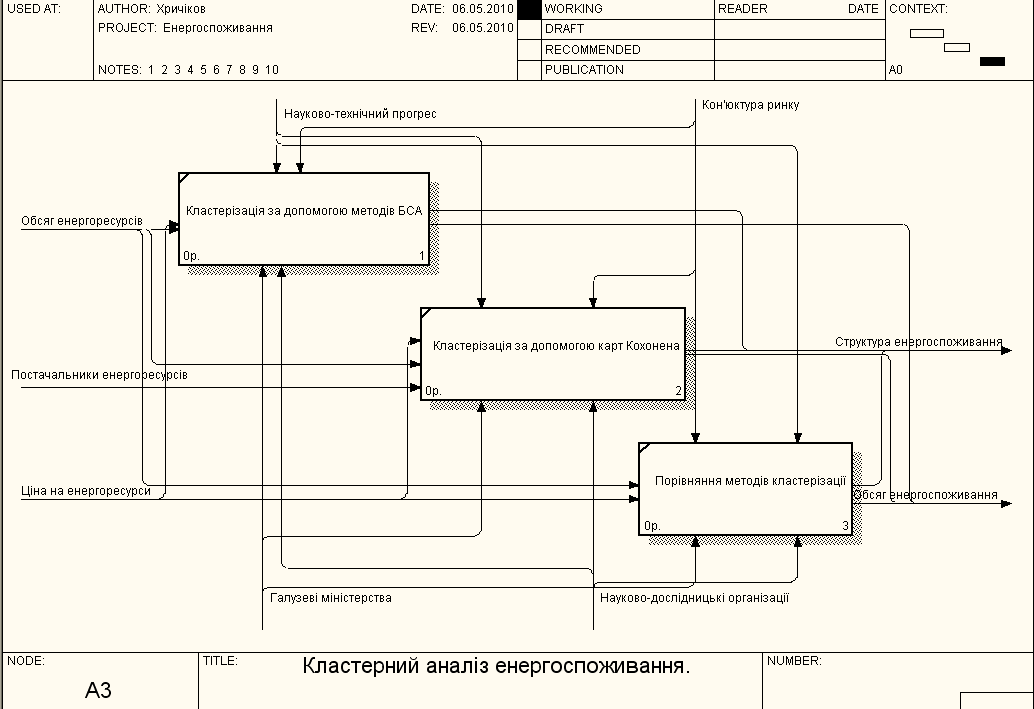 USED AT:
AUTHOR: Хричіков
DATE: 06.05.2010
PROJECT: Енергоспоживання
REV: 06.05.2010
NOTES: 1 2 3 4 5 6 7 8 9 10
WORKING
DRAFT
RECOMMENDED
PUBLICATION
READER
DATE
CONTEXT:
A0
Науково-технічний прогрес
Кон'юктура ринку
Кластерізація за допомогою методів БСА
0р.
1
Обсяг енергоресурсів
Кластерізація за допомогою карт Кохонена
0р.
2
Структура енергоспоживання
Постачальники енергоресурсів
Порівняння методів кластерізації
0р.
3
Ціна на енергоресурси
Обсяг енергоспоживання
Галузеві міністерства
Науково-дослідницькі організації
NODE:
A3
TITLE:
Кластерний аналіз енергоспоживання.
NUMBER: